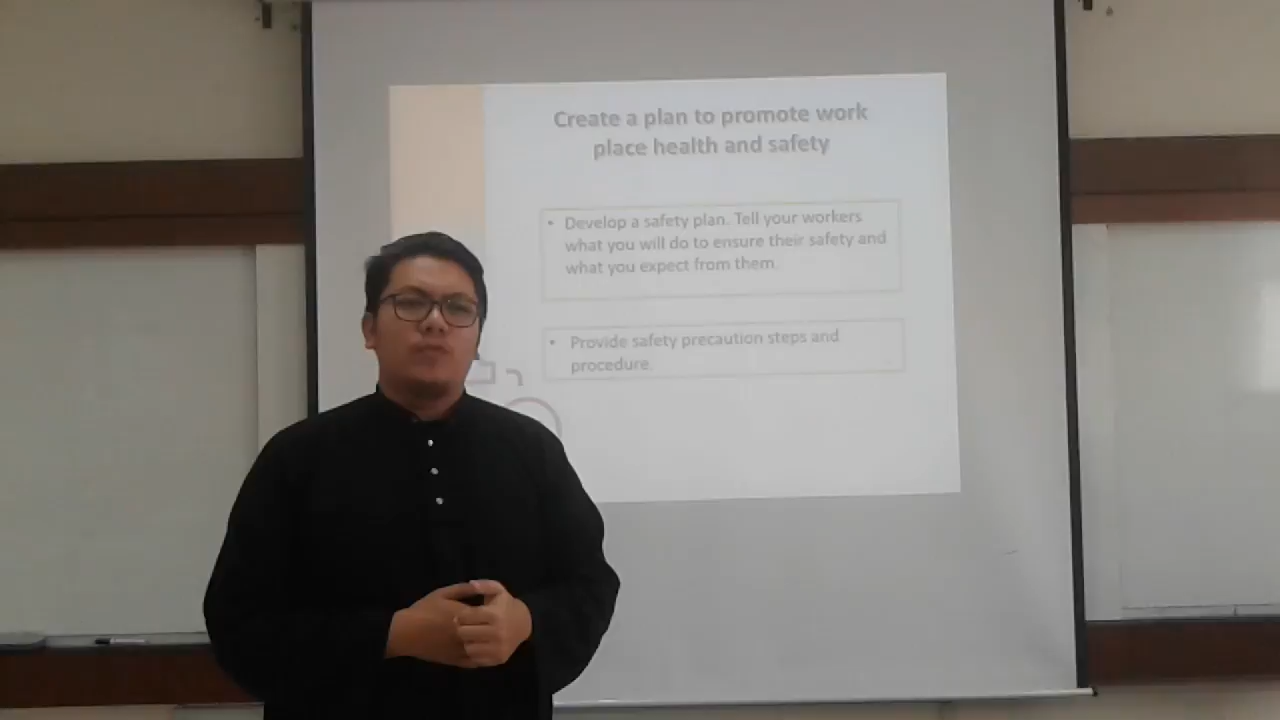 Create a plan to promote work
place health and safety
• Develop a safety plan. Tell your workers
what you will do to ensure their safety and
what you expect from them.
• Provide safety precaution steps and
procedure.